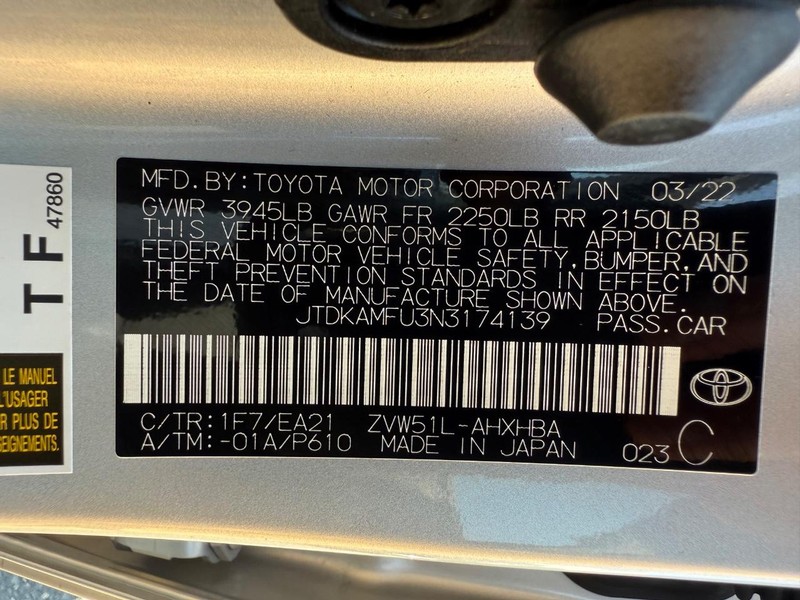 MFD.BY:TOYOTA MOTOR CORPORATION 03/22
GVWR 3945LB GAWR FR 2250LB RR 2150LB
THIS VEHICLE CONFORMS TO ALL APPLICABLE
FEDERAL MOTOR VEHICLE SAFETY,BUMPER,AND
THEFT PREVENTION STANDARDS IN EFFECT ON
THE DATE OF MANUFACTURE SHOWN ABOVE.
JTDKAMFU3N3174139 PASS.CAR
C/TR:1F7/EA21 ZVW51L-AHXHBA
A/TM:-01A/P610 MADE IN JAPAN 023 C
TF 47860
LE MANUEL
L'USAGER
PLUS DE